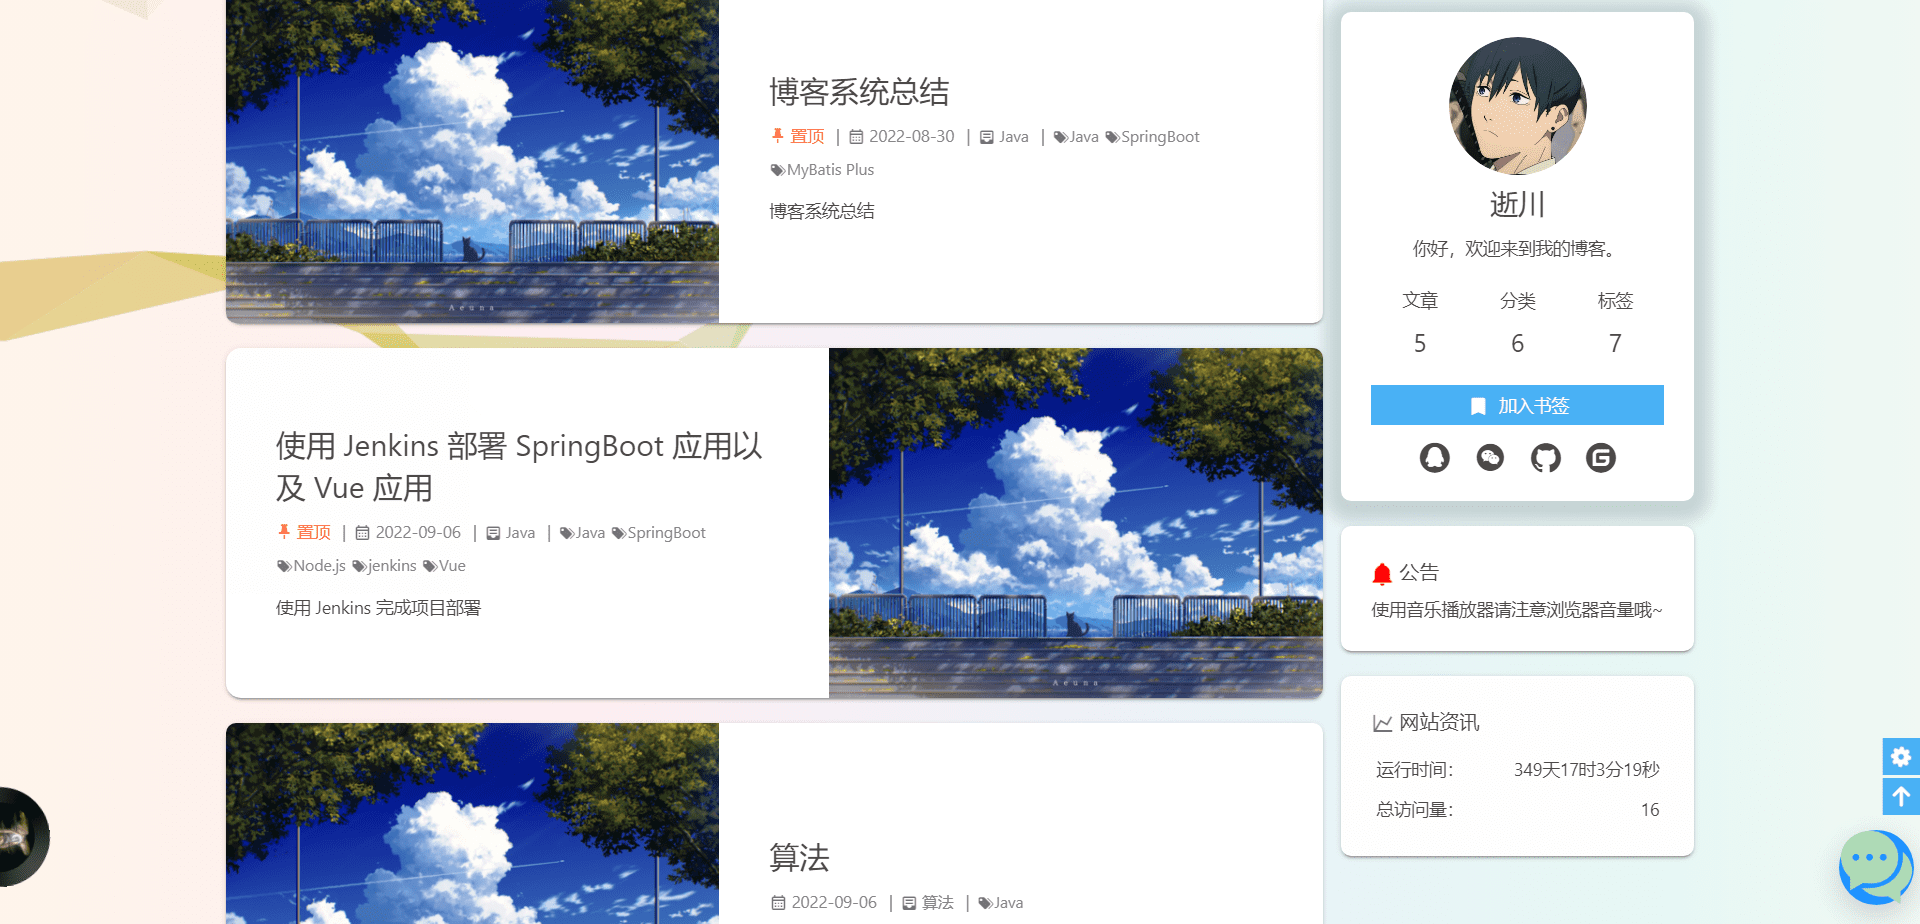 博客系统总结
置顶 | 2022-08-30 | Java | Java SpringBoot
MyBatis Plus
博客系统总结
Aeuna
使用 Jenkins 部署 SpringBoot 应用以
及 Vue 应用
置顶 | 2022-09-06 | Java | Java SpringBoot
Node.js jenkins Vue
使用 Jenkins 完成项目部署
Aeuna
算法
2022-09-06 | 算法 | Java
逝川
你好，欢迎来到我的博客。
文章 分类 标签
5 6 7
加入书签
公告
使用音乐播放器请注意浏览器音量哦~
网站资讯
运行时间： 349天17时3分19秒
总访问量： 16